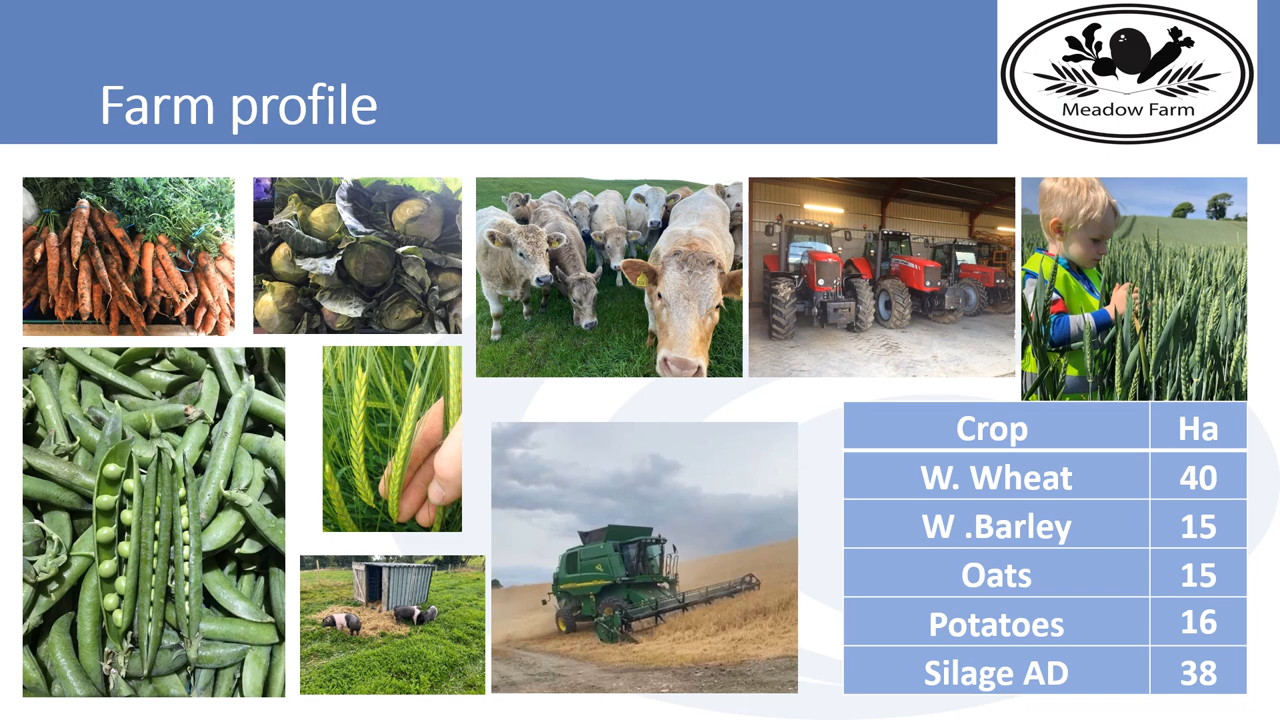 Farm profile
Meadow Farm
Crop Ha
W. Wheat 40
W .Barley 15
Oats 15
Potatoes 16
Silage AD 38